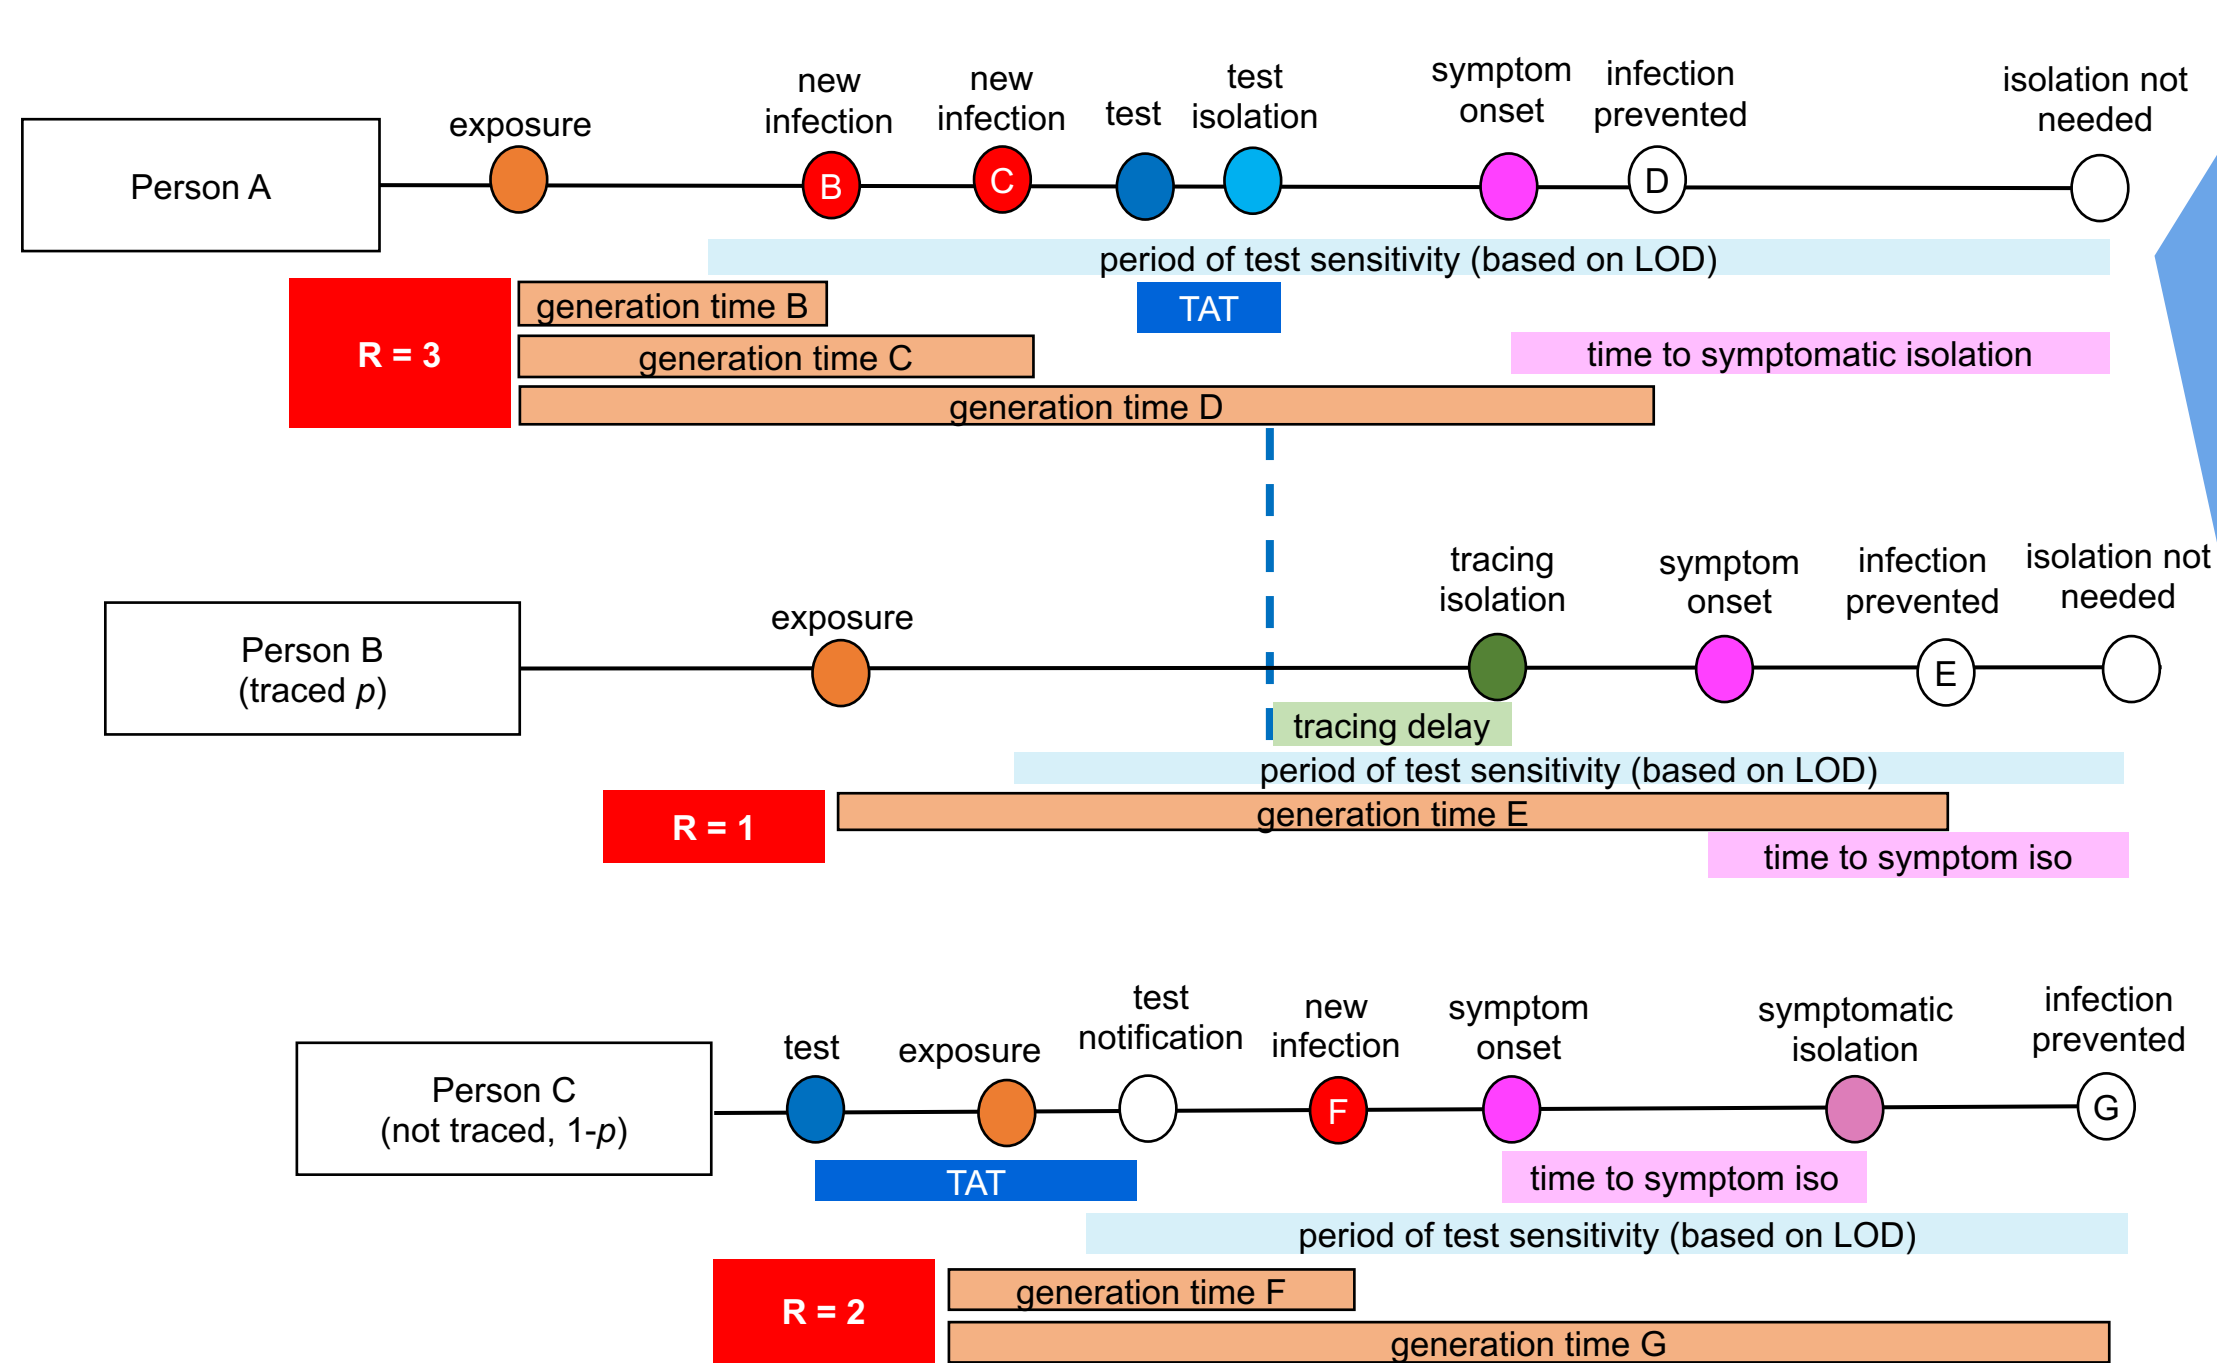 new
infection
new
infection
test
test
isolation
symptom
onset
infection
prevented
isolation not
needed
exposure
Person A
B
C
D
period of test sensitivity (based on LOD)
R = 3
generation time B
TAT
generation time C
time to symptomatic isolation
generation time D
tracing
isolation
symptom
onset
infection
prevented
isolation not
needed
exposure
Person B
(traced p)
E
tracing delay
period of test sensitivity (based on LOD)
R = 1
generation time E
time to symptom iso
test
exposure
test
notification
new
infection
symptom
onset
symptomatic
isolation
infection
prevented
Person C
(not traced, 1-p)
F
G
TAT
time to symptom iso
period of test sensitivity (based on LOD)
R = 2
generation time F
generation time G